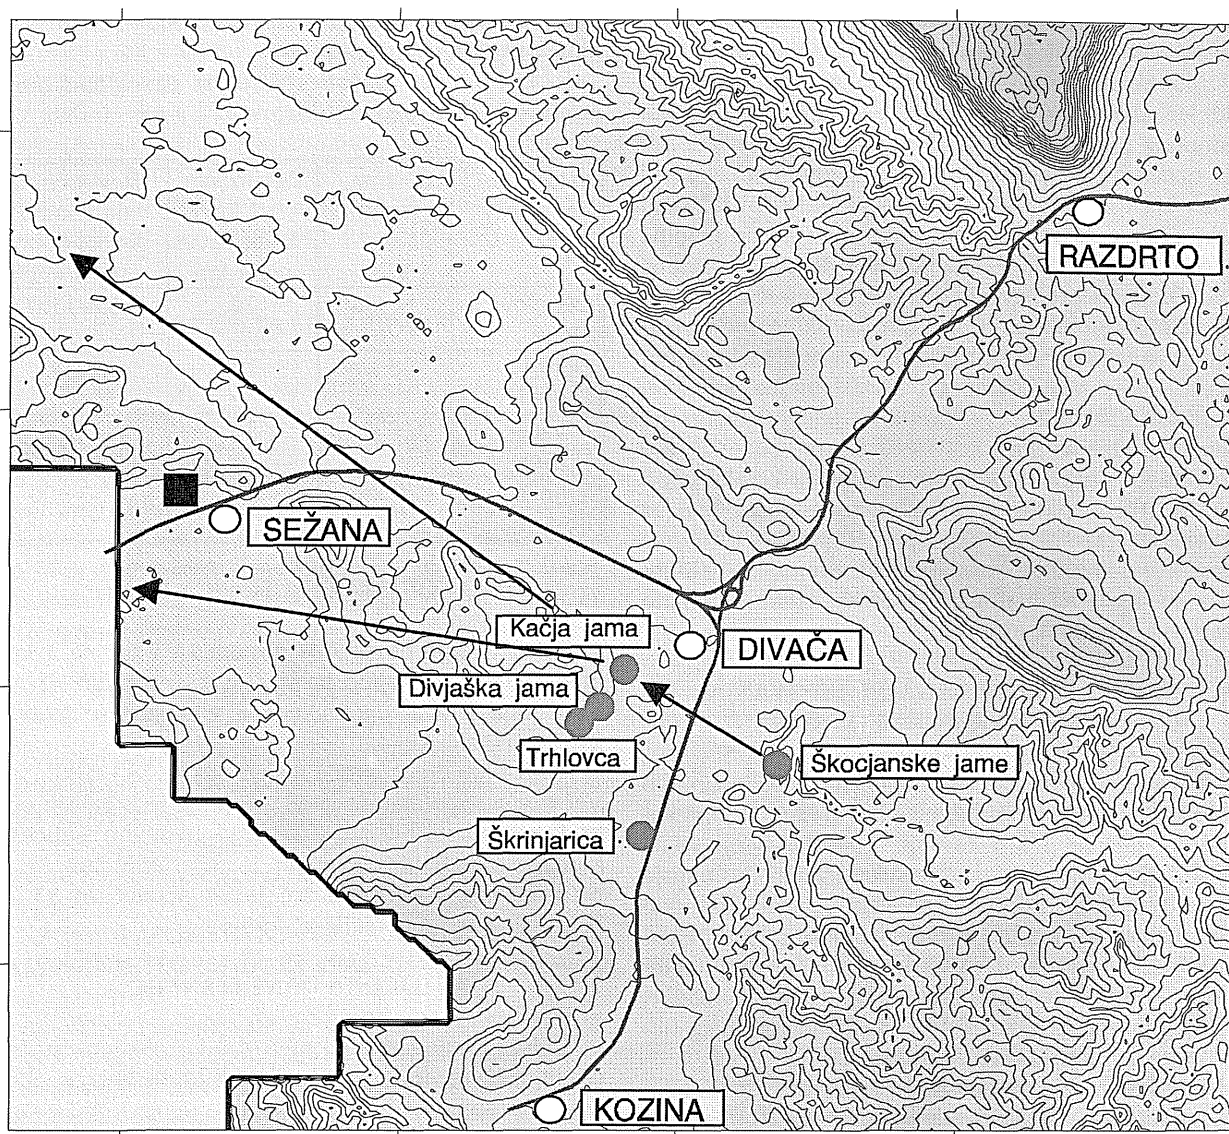 RAZDRTO
SEŽANA
Kačja jama
DIVAČA
Divjaška jama
Trhlovca
Škocjanske jame
Škrinjarica
KOZINA